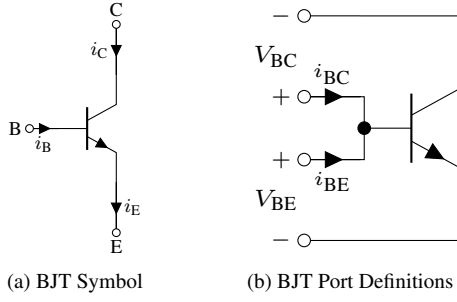 C
i_C
B
i_B
i_E
E
(a) BJT Symbol
−
V_BC
i_BC
+
+
i_BE
V_BE
−
(b) BJT Port Definitions